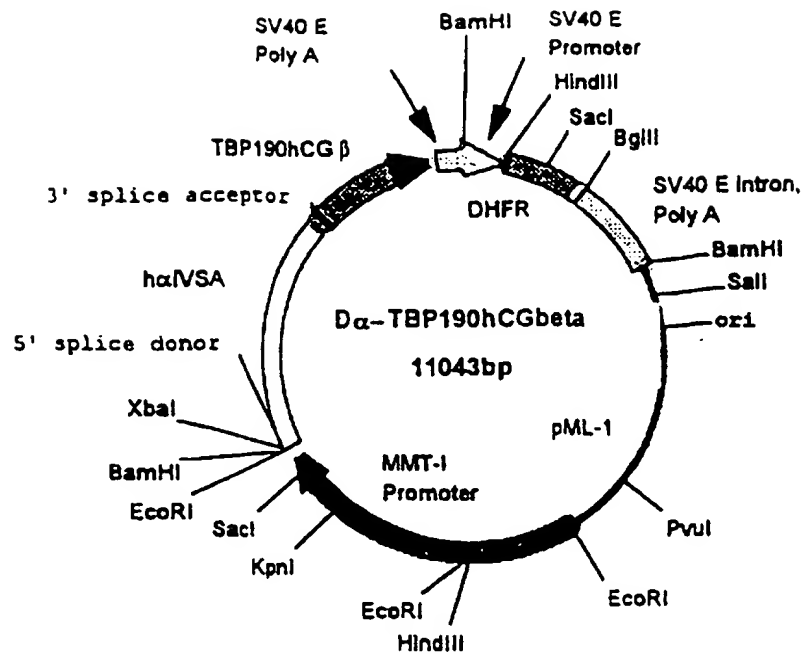 SV40 E
Poly A
BamHI
SV40 E
Promoter
HindIII
SacI
BglII
TBP190hCG β
3' splice acceptor
DHFR
SV40 E Intron,
Poly A
BamHI
SalI
ori
hαIVSA
Dα-TBP190hCGbeta
11043bp
5' splice donor
XbaI
BamHI
EcoRI
SacI
KpnI
MMT-I
Promoter
pML-1
PvuI
EcoRI
EcoRI
HindIII